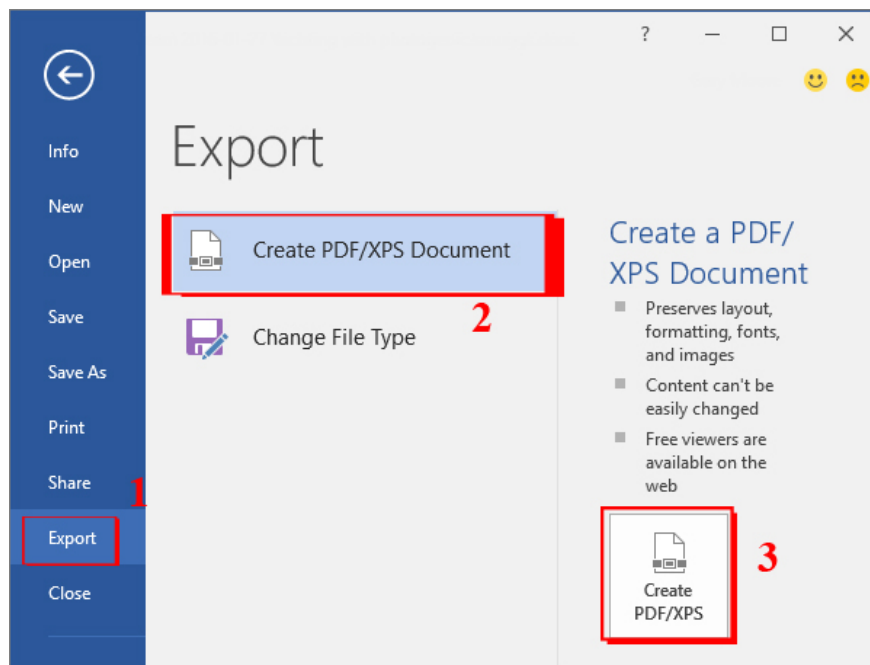 ?
Info
New
Open
Save
Save As
Print
Share
1
Export
Close
Export
Create PDF/XPS Document
2
Change File Type
Create a PDF/
XPS Document
Preserves layout,
formatting, fonts,
and images
Content can't be
easily changed
Free viewers are
available on the
web
Create
PDF/XPS
3